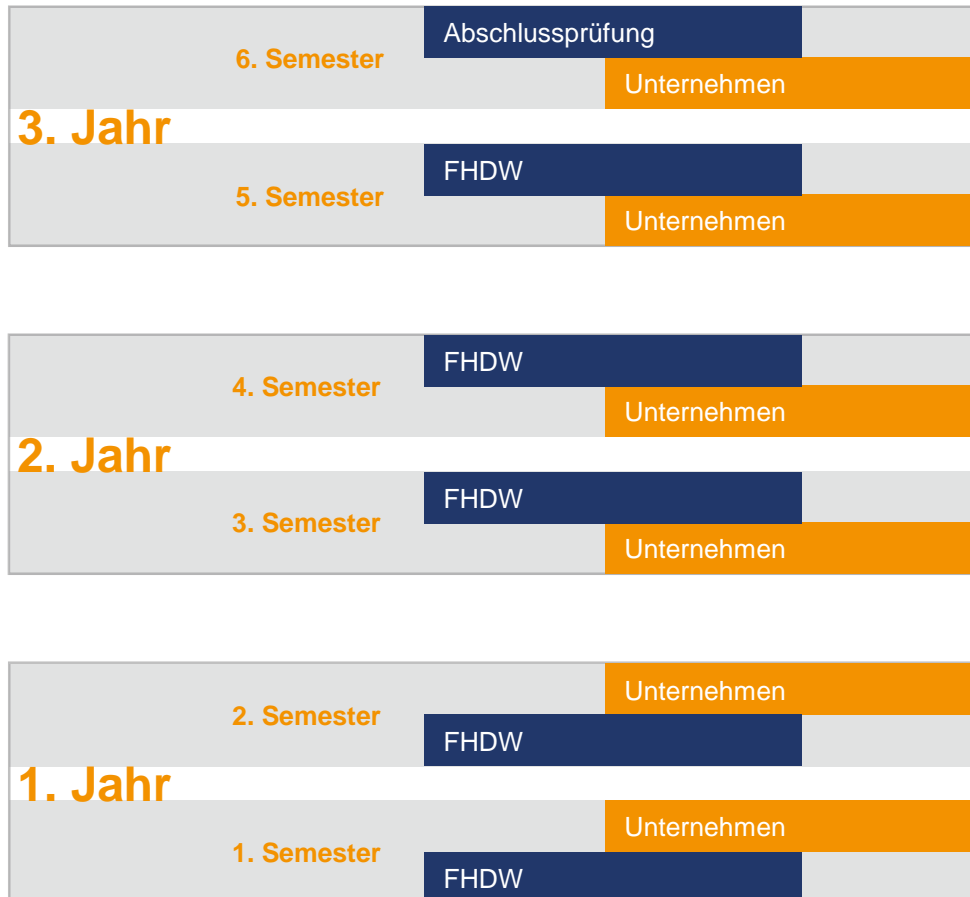 Abschlussprüfung
6. Semester
Unternehmen
3. Jahr
FHDW
5. Semester
Unternehmen
FHDW
4. Semester
Unternehmen
2. Jahr
FHDW
3. Semester
Unternehmen
Unternehmen
2. Semester
FHDW
1. Jahr
Unternehmen
1. Semester
FHDW